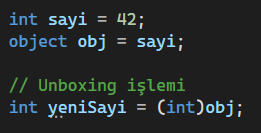 int sayi = 42;
object obj = sayi;

// Unboxing işlemi
int yeniSayi = (int)obj;